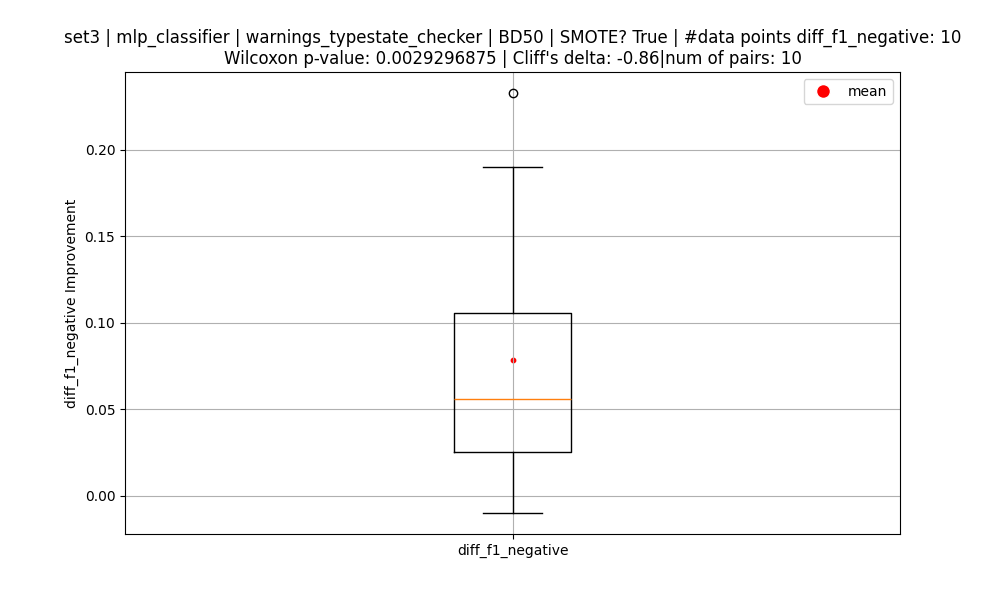 set3 | mlp_classifier | warnings_typestate_checker | BD50 | SMOTE? True | #data points diff_f1_negative: 10
Wilcoxon p-value: 0.0029296875 | Cliff's delta: -0.86|num of pairs: 10
mean
0.20
0.15
0.10
0.05
0.00
diff_f1_negative Improvement
diff_f1_negative